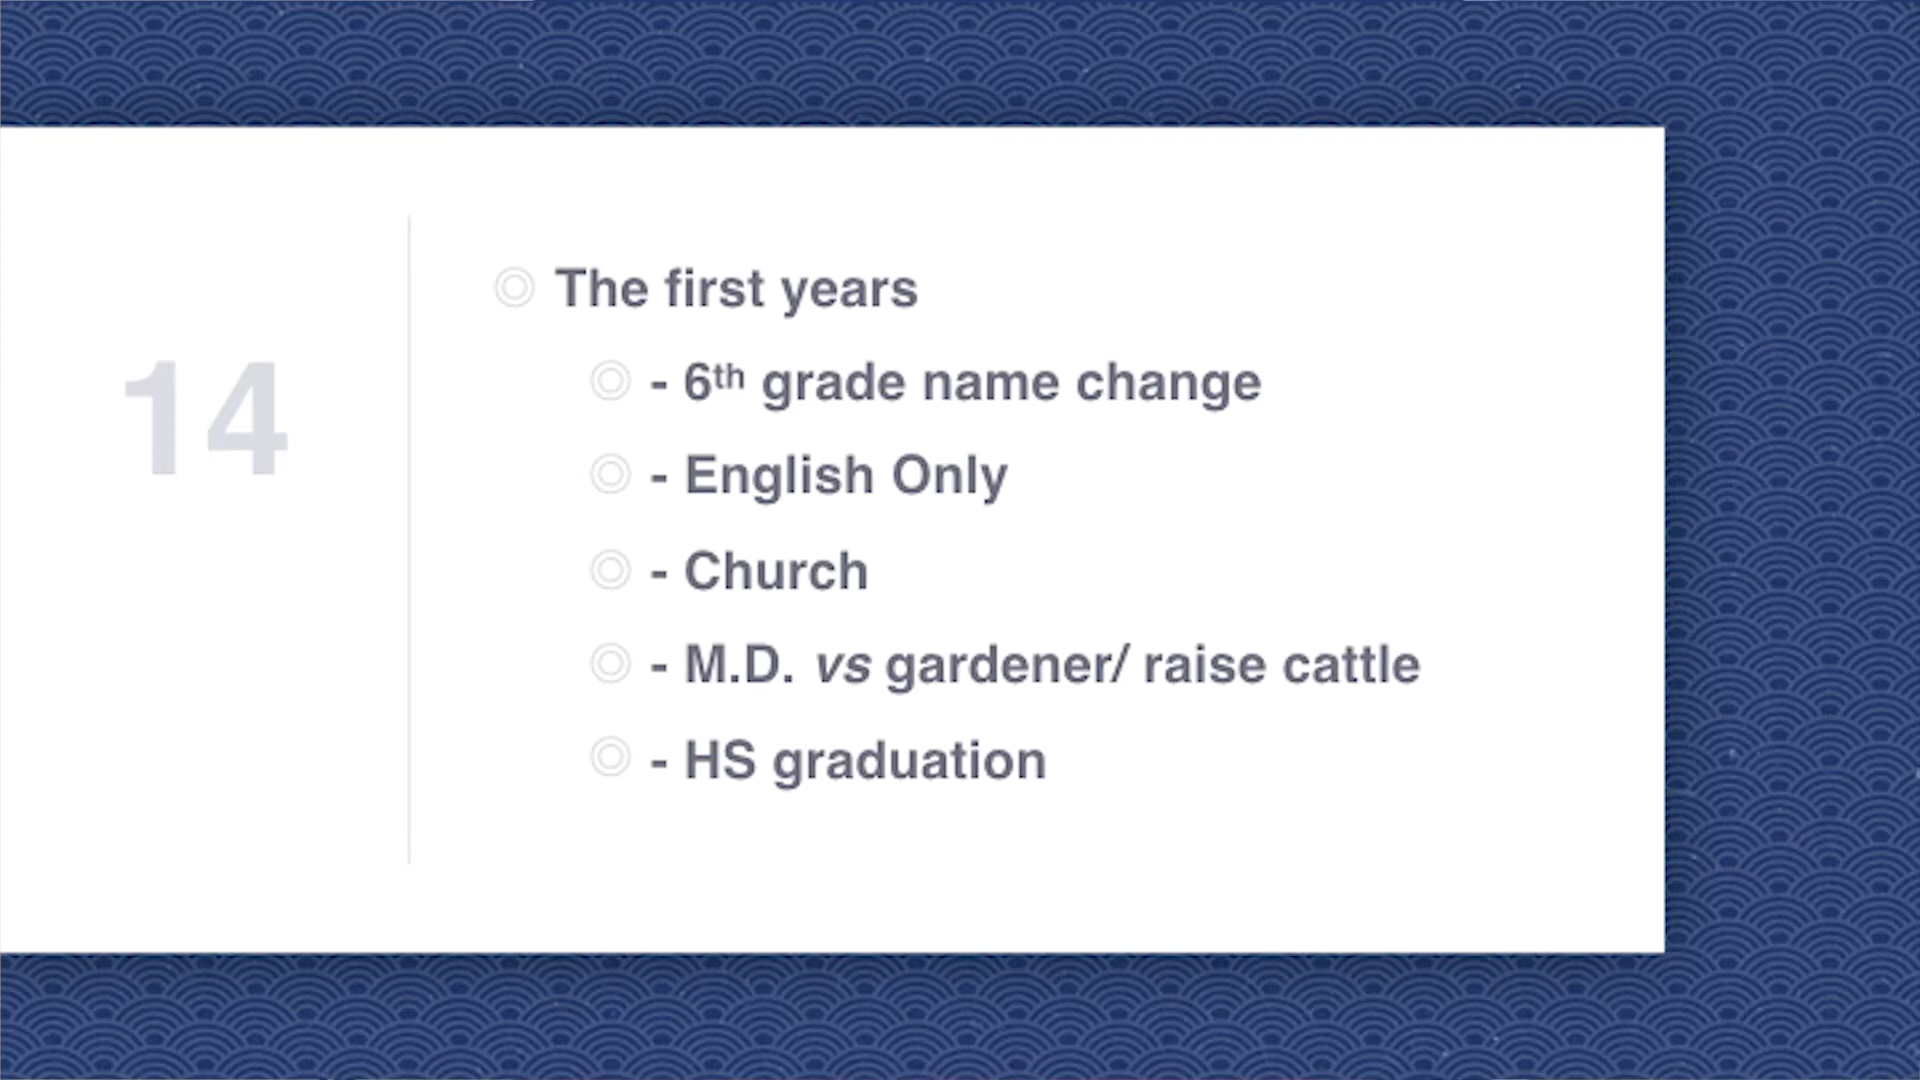 14
The first years
- 6th grade name change
- English Only
- Church
- M.D. vs gardener/ raise cattle
- HS graduation